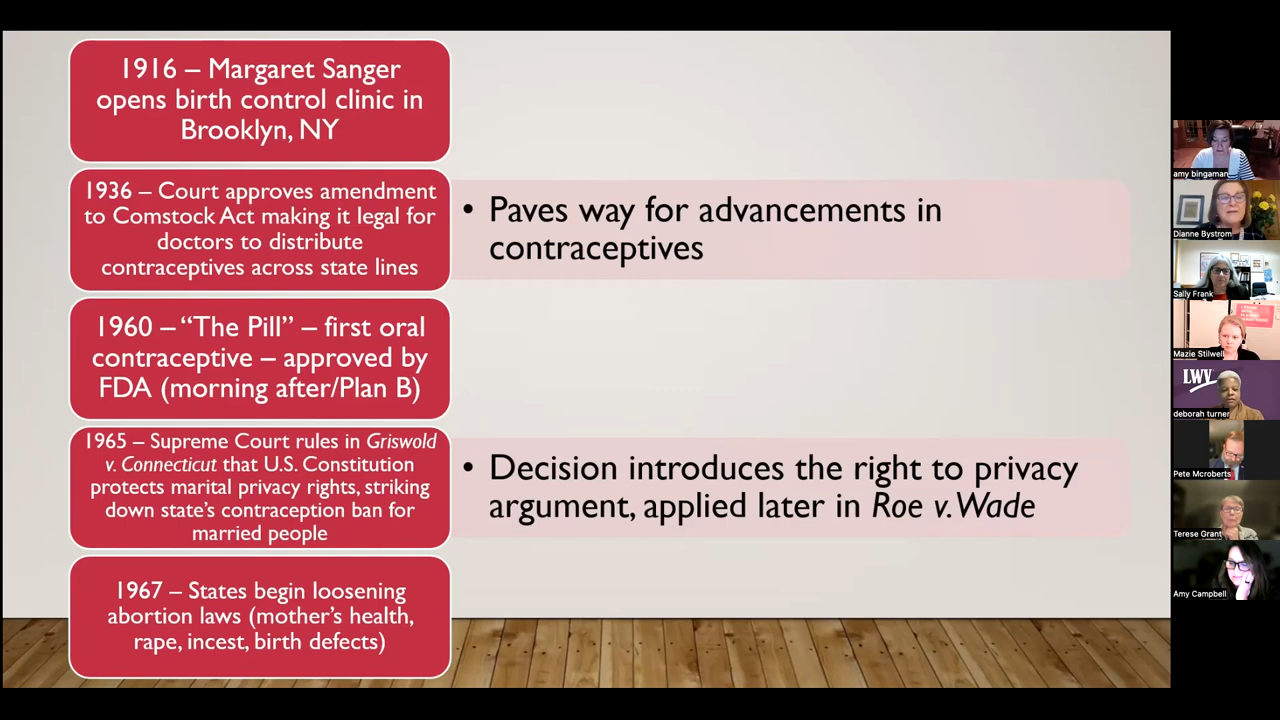 1916 – Margaret Sanger
opens birth control clinic in
Brooklyn, NY
1936 – Court approves amendment
to Comstock Act making it legal for
doctors to distribute
contraceptives across state lines
• Paves way for advancements in
contraceptives
1960 – “The Pill” – first oral
contraceptive – approved by
FDA (morning after/Plan B)
1965 – Supreme Court rules in Griswold
v. Connecticut that U.S. Constitution
protects marital privacy rights, striking
down state’s contraception ban for
married people
• Decision introduces the right to privacy
argument, applied later in Roe v. Wade
1967 – States begin loosening
abortion laws (mother’s health,
rape, incest, birth defects)
amy bingaman
Dianne Bystrom
Sally Frank
Mazie Stilwell
LWV
deborah turner
Pete Mcroberts
Terese Grant
Amy Campbell